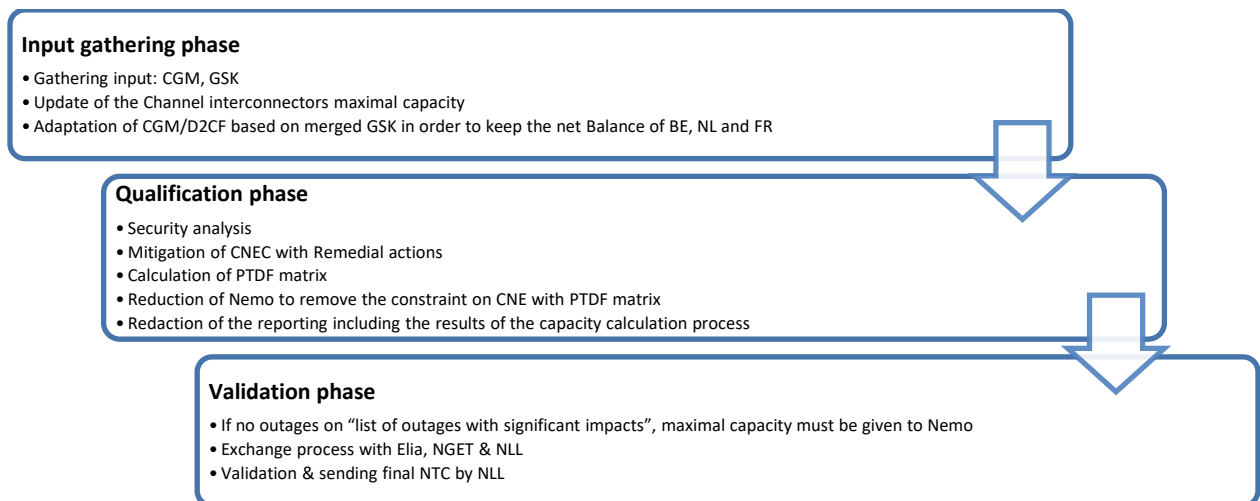 Input gathering phase
• Gathering input: CGM, GSK
• Update of the Channel interconnectors maximal capacity
• Adaptation of CGM/D2CF based on merged GSK in order to keep the net Balance of BE, NL and FR
Qualification phase
• Security analysis
• Mitigation of CNEC with Remedial actions
• Calculation of PTDF matrix
• Reduction of Nemo to remove the constraint on CNE with PTDF matrix
• Redaction of the reporting including the results of the capacity calculation process
Validation phase
• If no outages on “list of outages with significant impacts”, maximal capacity must be given to Nemo
• Exchange process with Elia, NGET & NLL
• Validation & sending final NTC by NLL